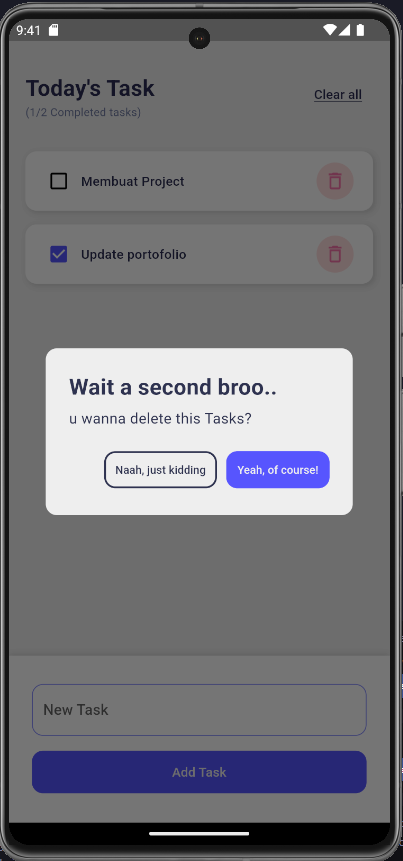 9:41
Today's Task
Clear all
(1/2 Completed tasks)
Membuat Project
Update portofolio
Wait a second broo..
u wanna delete this Tasks?
Naah, just kidding
Yeah, of course!
New Task
Add Task